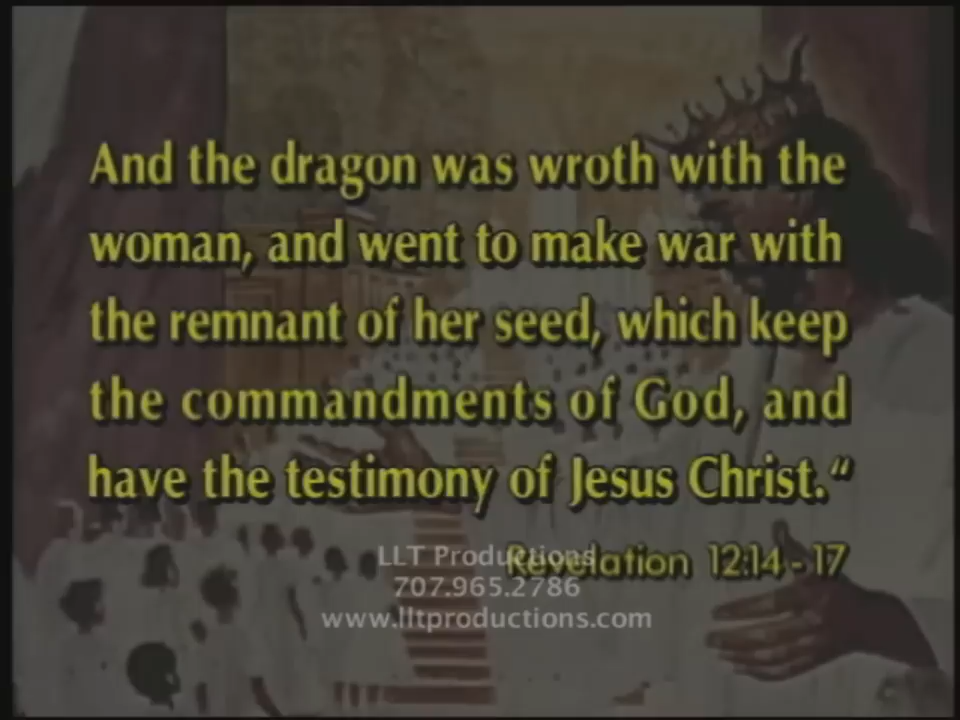 And the dragon was wroth with the
woman, and went to make war with
the remnant of her seed, which keep
the commandments of God, and
have the testimony of Jesus Christ.“
Revelation 12:14 - 17
LLT Productions
707.965.2786
www.lltproductions.com